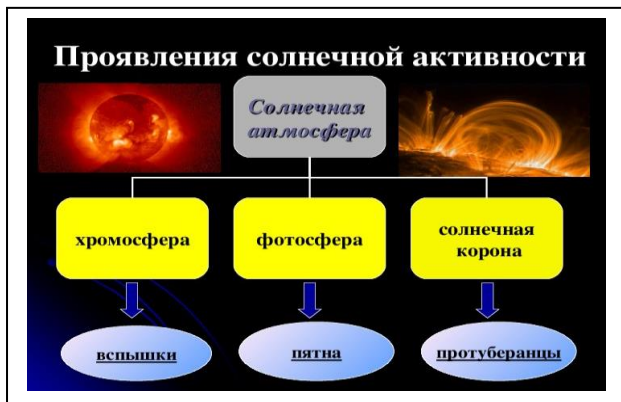 Проявления солнечной активности
Солнечная
атмосфера
хромосфера
фотосфера
солнечная
корона
вспышки
пятна
протуберанцы